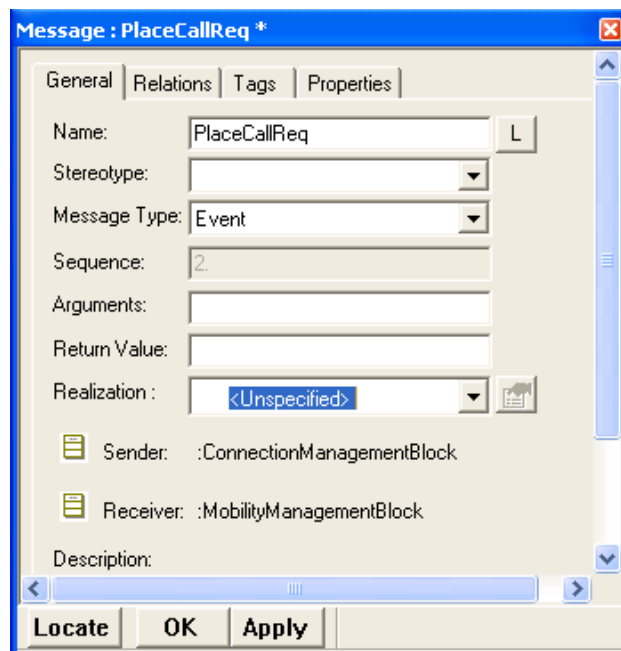 Message : PlaceCallReq *
General Relations Tags Properties
Name: PlaceCallReq L
Stereotype:
Message Type: Event
Sequence: 2.
Arguments:
Return Value:
Realization : <Unspecified>
Sender: :ConnectionManagementBlock
Receiver: :MobilityManagementBlock
Description:
Locate OK Apply